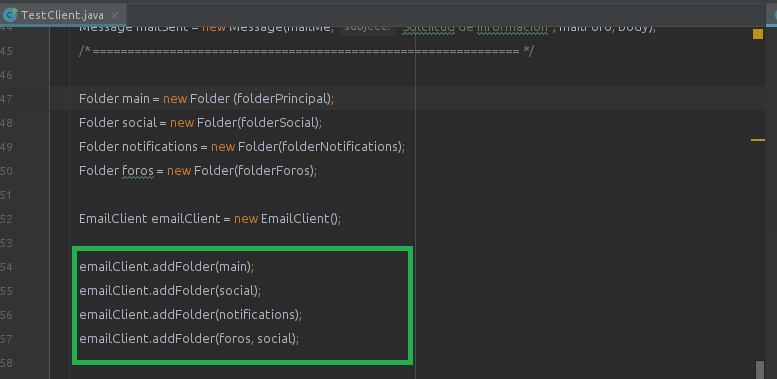 TestClient.java
44 Message mailSent = new Message(mailMe, subject: "Solicitud de información", mailForo, body);
45 /*============================================================= */
46
47 Folder main = new Folder (folderPrincipal);
48 Folder social = new Folder(folderSocial);
49 Folder notifications = new Folder(folderNotifications);
50 Folder foros = new Folder(folderForos);
51
52 EmailClient emailClient = new EmailClient();
53
54 emailClient.addFolder(main);
55 emailClient.addFolder(social);
56 emailClient.addFolder(notifications);
57 emailClient.addFolder(foros, social);
58